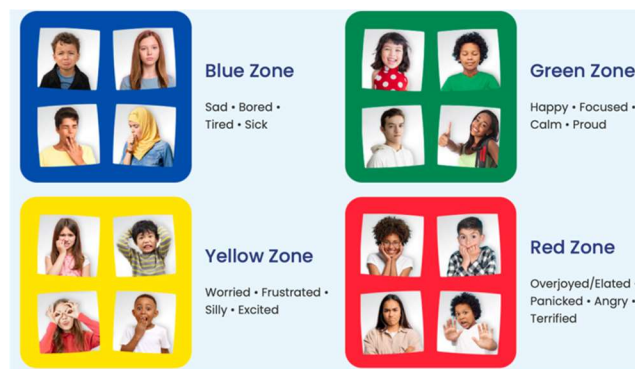 Blue Zone
Sad • Bored •
Tired • Sick
Green Zone
Happy • Focused •
Calm • Proud
Yellow Zone
Worried • Frustrated •
Silly • Excited
Red Zone
Overjoyed/Elated •
Panicked • Angry •
Terrified